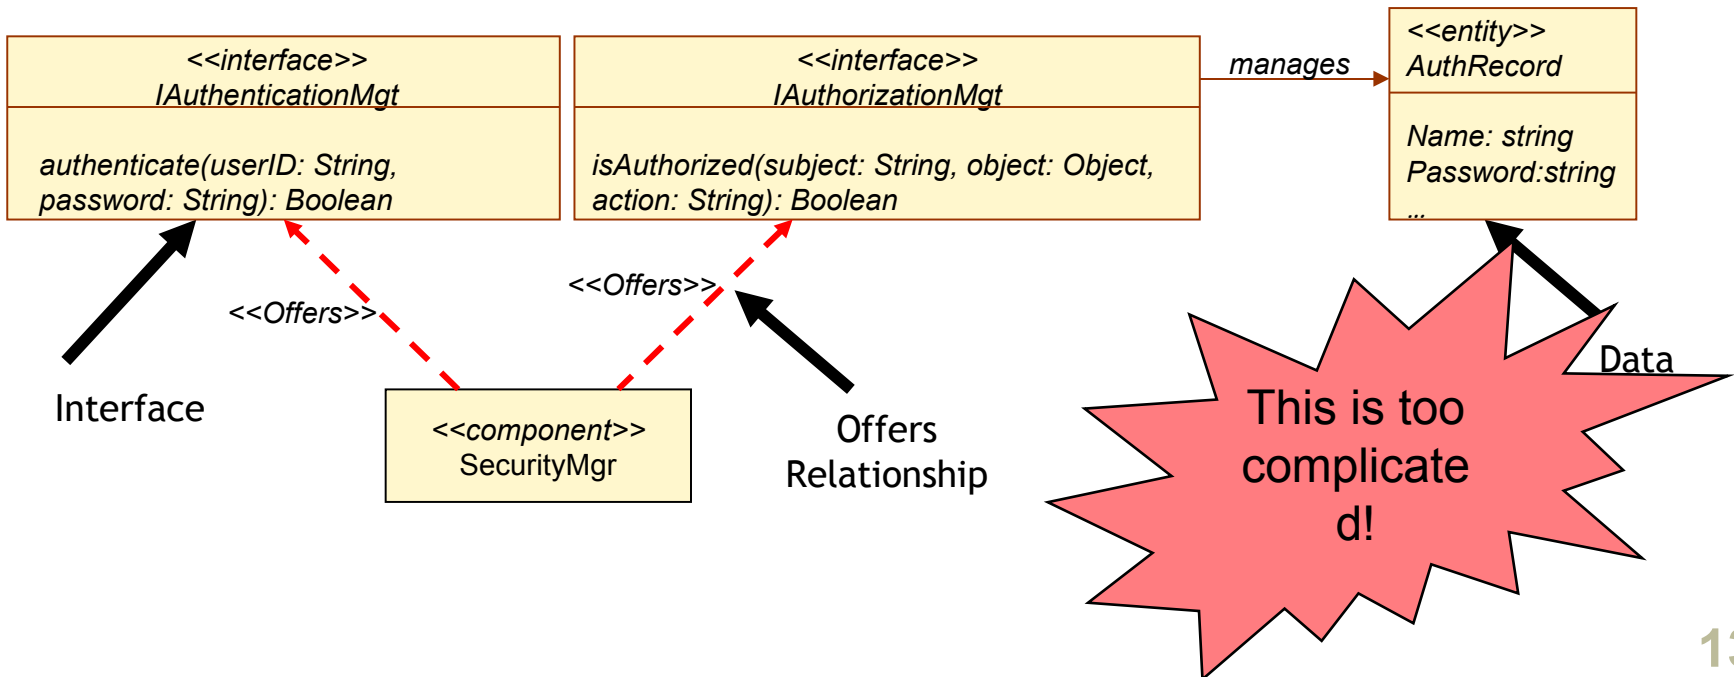 <<interface>>
IAuthenticationMgt
authenticate(userID: String,
password: String): Boolean
<<interface>>
IAuthorizationMgt
isAuthorized(subject: String, object: Object,
action: String): Boolean
manages
<<entity>>
AuthRecord
Name: string
Password:string
...
<<Offers>>
<<Offers>>
Interface
<<component>>
SecurityMgr
Offers
Relationship
Data
This is too
complicate
d!
13